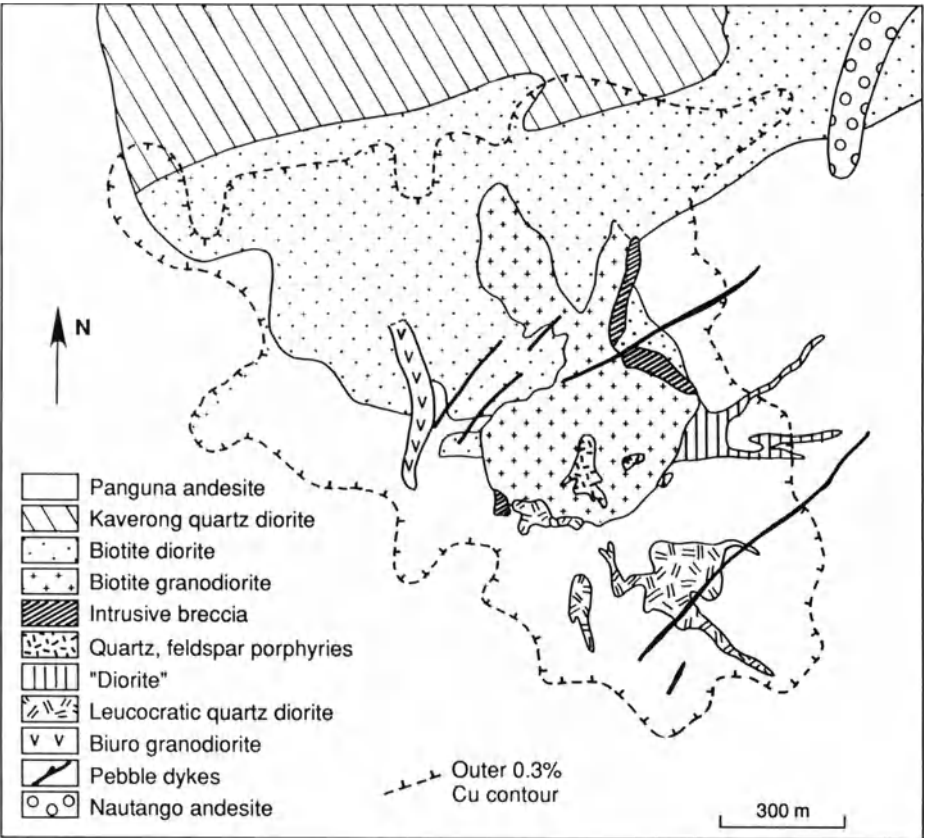 N
Panguna andesite
Kaverong quartz diorite
Biotite diorite
Biotite granodiorite
Intrusive breccia
Quartz, feldspar porphyries
"Diorite"
Leucocratic quartz diorite
Biuro granodiorite
Pebble dykes
Nautango andesite
Outer 0.3%
Cu contour
300 m